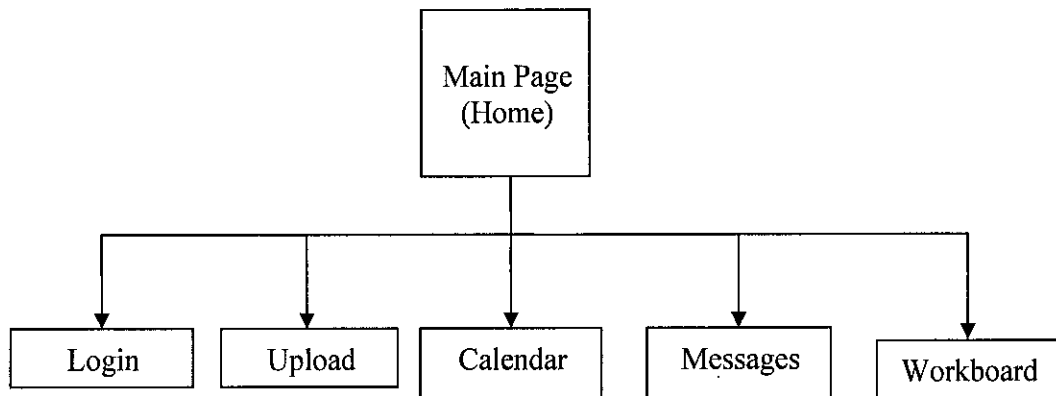 Main Page
(Home)
Login
Upload
Calendar
Messages
Workboard